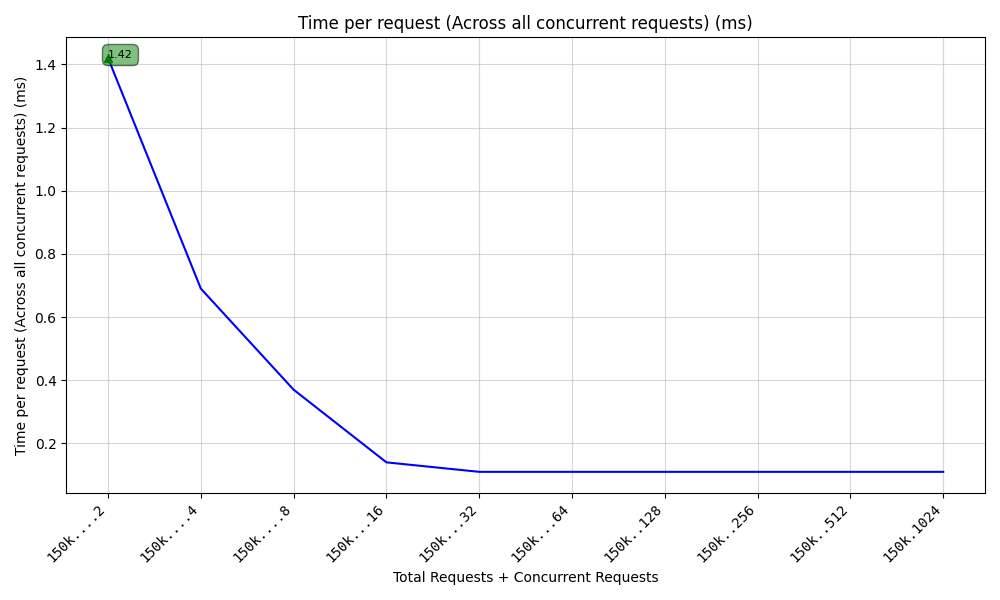 Time per request (Across all concurrent requests) (ms)
1.42
Time per request (Across all concurrent requests) (ms)
1.4
1.2
1.0
0.8
0.6
0.4
0.2
150k....2
150k....4
150k....8
150k...16
150k...32
150k...64
150k..128
150k..256
150k..512
150k.1024
Total Requests + Concurrent Requests